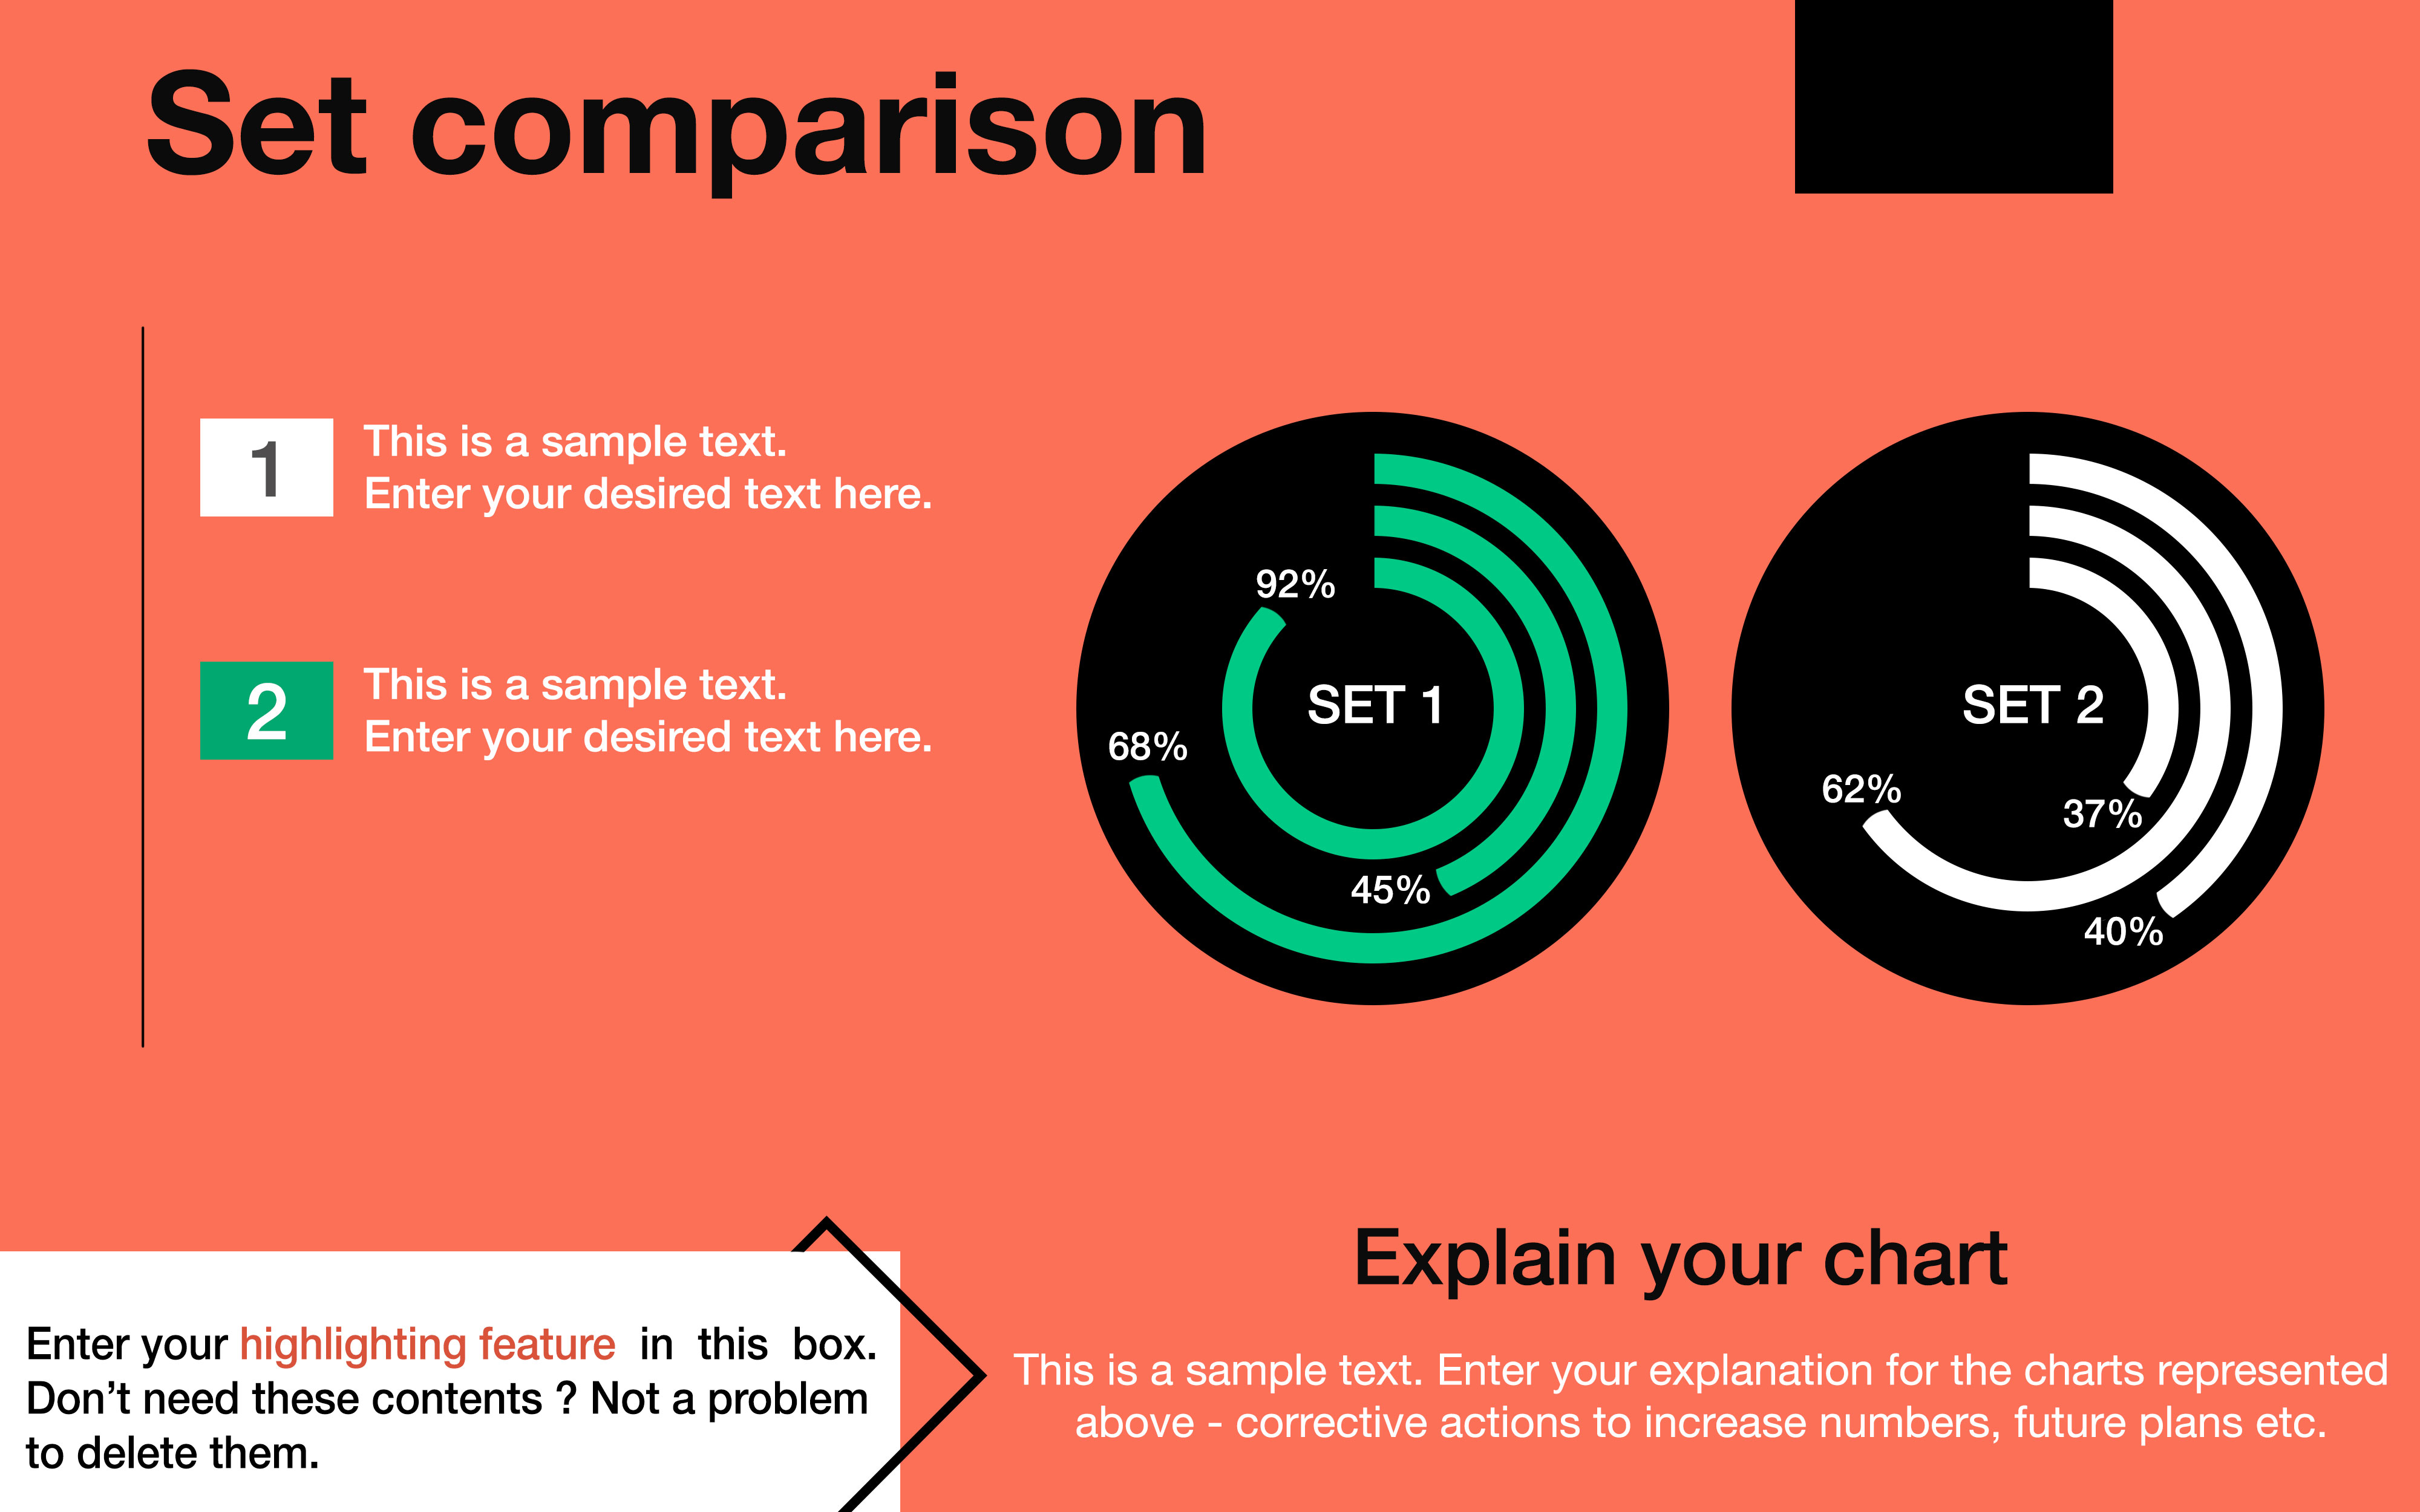 Set comparison
1
This is a sample text.
Enter your desired text here.
2
This is a sample text.
Enter your desired text here.
92%
68%
SET 1
45%
62%
SET 2
37%
40%
Enter your highlighting feature in this box.
Don’t need these contents ? Not a problem
to delete them.
Explain your chart
This is a sample text. Enter your explanation for the charts represented
above - corrective actions to increase numbers, future plans etc.